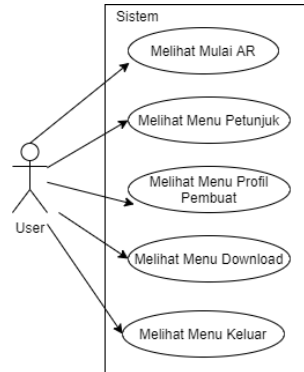 Sistem
Melihat Mulai AR
Melihat Menu Petunjuk
Melihat Menu Profil
Pembuat
User
Melihat Menu Download
Melihat Menu Keluar